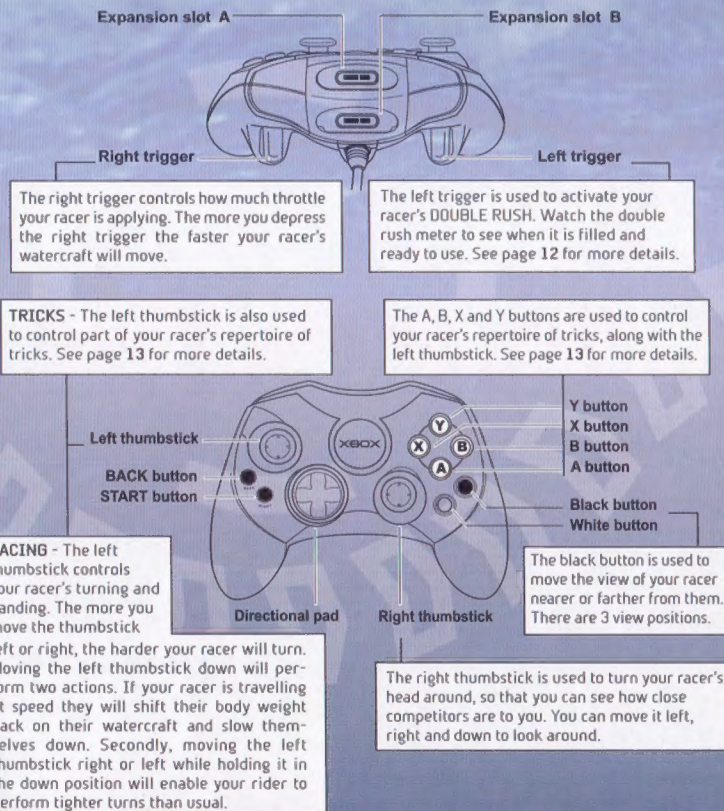 Expansion slot A
Expansion slot B
Right trigger
Left trigger
The right trigger controls how much throttle
your racer is applying. The more you depress
the right trigger the faster your racer's
watercraft will move.
The left trigger is used to activate your
racer's DOUBLE RUSH. Watch the double
rush meter to see when it is filled and
ready to use. See page 12 for more details.
TRICKS - The left thumbstick is also used
to control part of your racer's repertoire of
tricks. See page 13 for more details.
The A, B, X and Y buttons are used to control
your racer's repertoire of tricks, along with the
left thumbstick. See page 13 for more details.
Left thumbstick
BACK button
START button
XBOX
Y
X
B
A
Y button
X button
B button
A button
Black button
White button
ACING - The left
humbstick controls
our racer's turning and
anding. The more you
ove the thumbstick
eft or right, the harder your racer will turn.
oving the left thumbstick down will per-
orm two actions. If your racer is travelling
t speed they will shift their body weight
ack on their watercraft and slow them-
elves down. Secondly, moving the left
humbstick right or left while holding it in
he down position will enable your rider to
erform tighter turns than usual.
Directional pad
Right thumbstick
The black button is used to
move the view of your racer
nearer or farther from them.
There are 3 view positions.
The right thumbstick is used to turn your racer's
head around, so that you can see how close
competitors are to you. You can move it left,
right and down to look around.